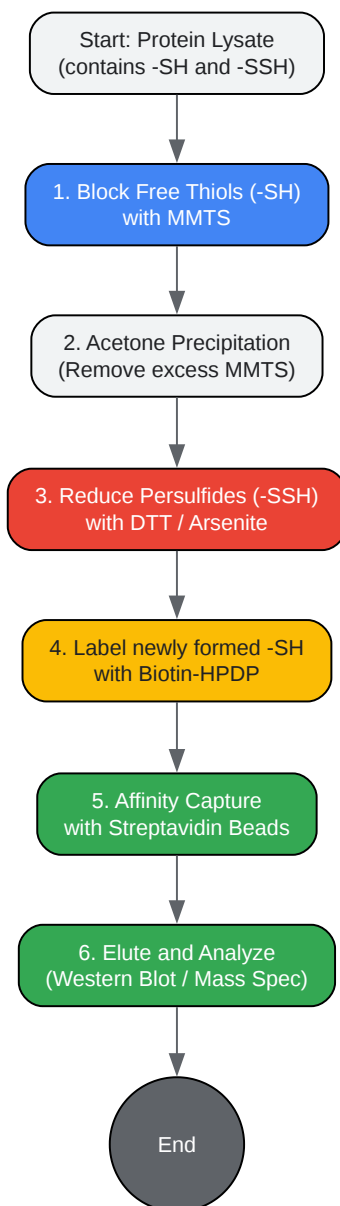 Start: Protein Lysate
(contains -SH and -SSH)
1. Block Free Thiols (-SH)
with MMTS
2. Acetone Precipitation
(Remove excess MMTS)
3. Reduce Persulfides (-SSH)
with DTT / Arsenite
4. Label newly formed -SH
with Biotin-HPDP
5. Affinity Capture
with Streptavidin Beads
6. Elute and Analyze
(Western Blot / Mass Spec)
End